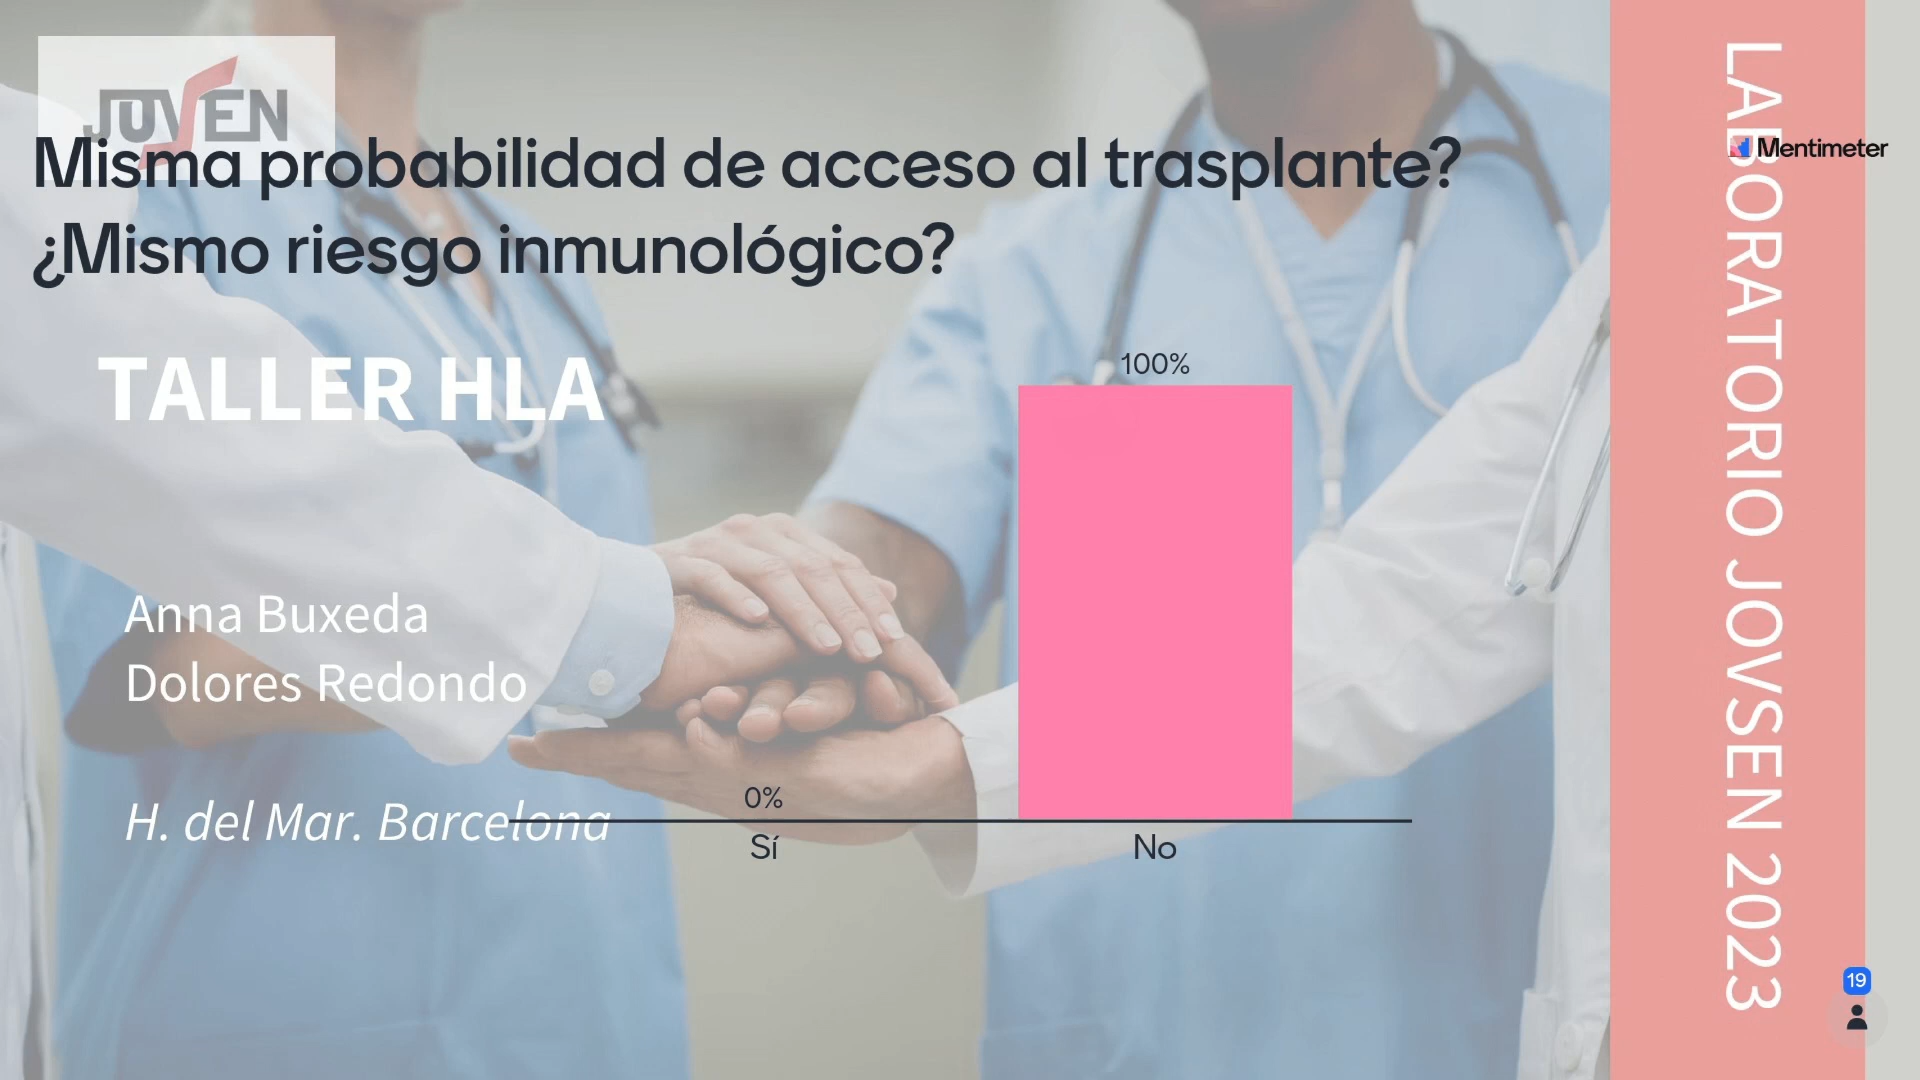 JOVSEN
Misma probabilidad de acceso al trasplante?
¿Mismo riesgo inmunológico?
Mentimeter
TALLER HLA
100%
Anna Buxeda
Dolores Redondo
0%
H. del Mar. Barcelona
Sí
No
LABORATORIO JOVSEN 2023
19